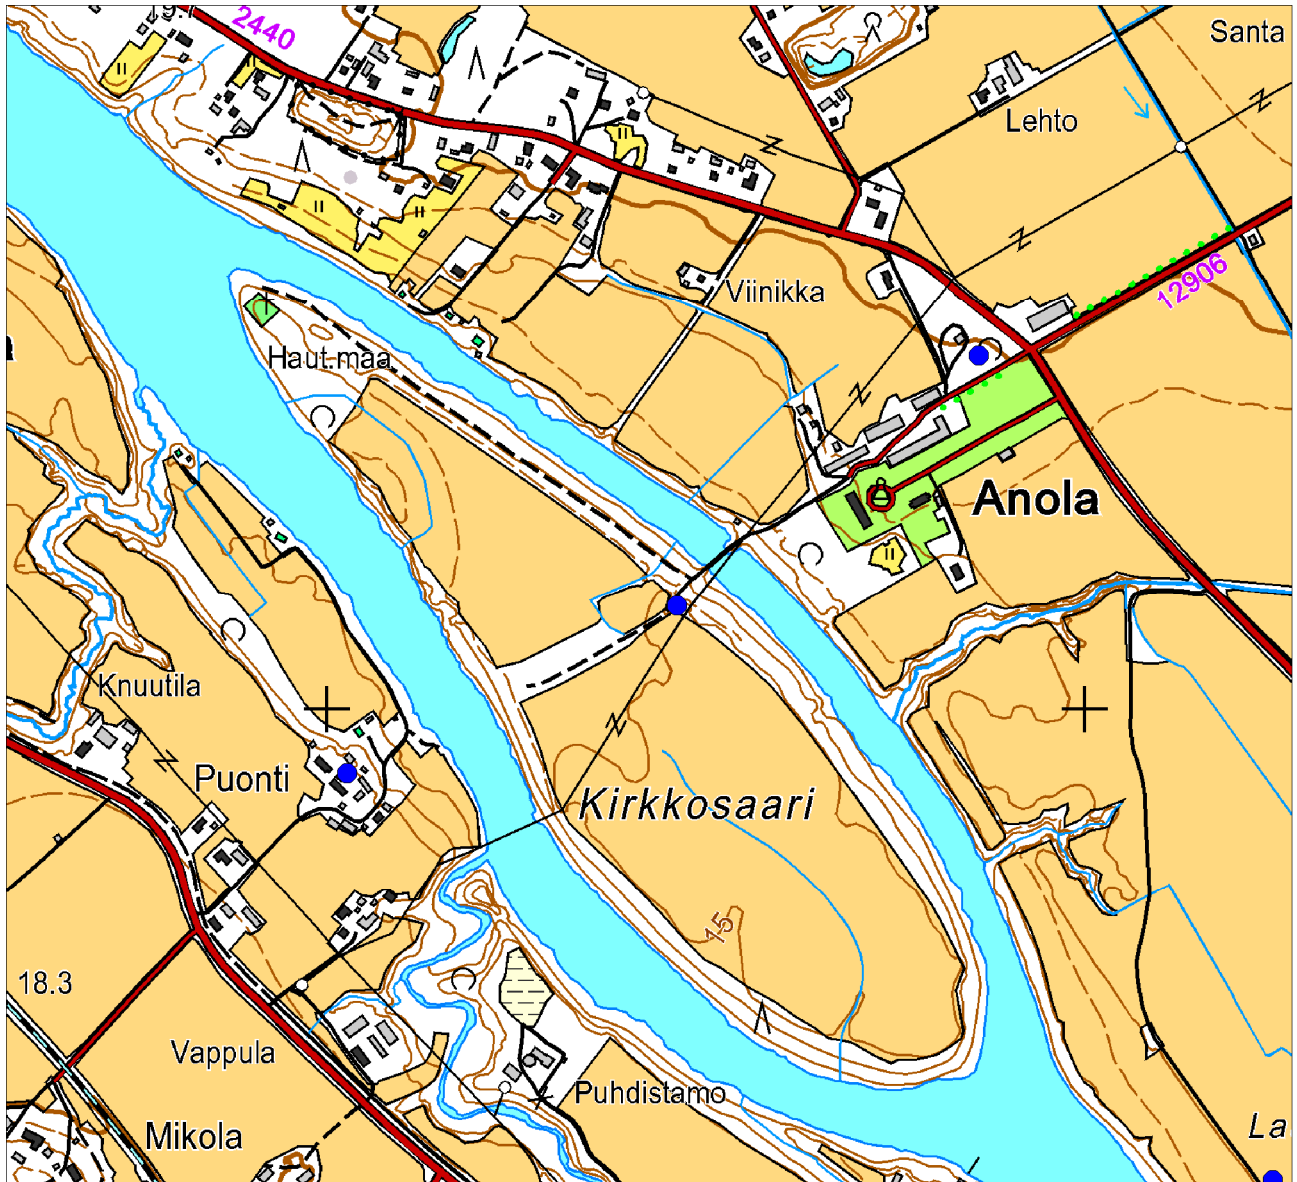 2440
Santa
Lehto
12906
Viinikka
Haut.maa
Anola
Knuutila
Puonti
Kirkkosaari
15
18.3
Vappula
Puhdistamo
Mikola
La